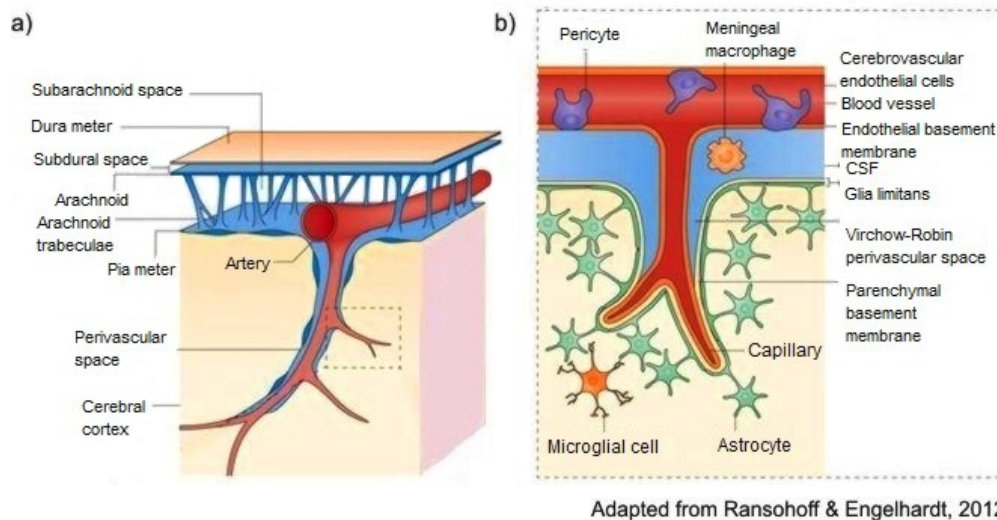 a)
Subarachnoid space
Dura meter
Subdural space
Arachnoid
Arachnoid
trabeculae
Pia meter
Artery
Perivascular
space
Cerebral
cortex
b)
Pericyte
Meningeal
macrophage
Cerebrovascular
endothelial cells
Blood vessel
Endothelial basement
membrane
CSF
Glia limitans
Virchow-Robin
perivascular space
Parenchymal
basement
membrane
Capillary
Microglial cell
Astrocyte
Adapted from Ransohoff & Engelhardt, 2012